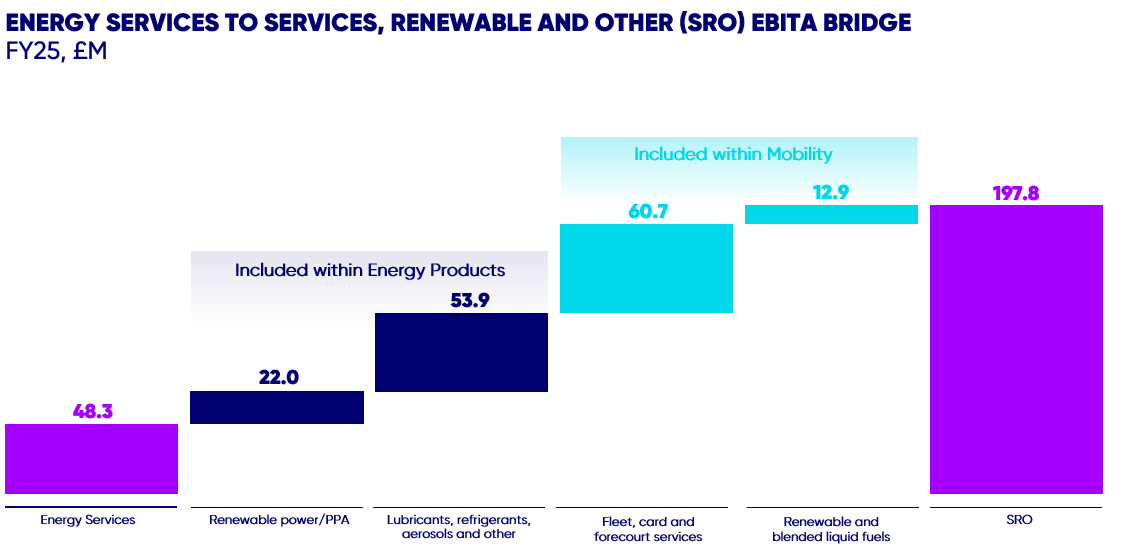 ENERGY SERVICES TO SERVICES, RENEWABLE AND OTHER (SRO) EBITA BRIDGE
FY25, £M
Included within Mobility
60.7
12.9
197.8
Included within Energy Products
53.9
22.0
48.3
Energy Services
Renewable power/PPA
Lubricants, refrigerants,
aerosols and other
Fleet, card and
forecourt services
Renewable and
blended liquid fuels
SRO